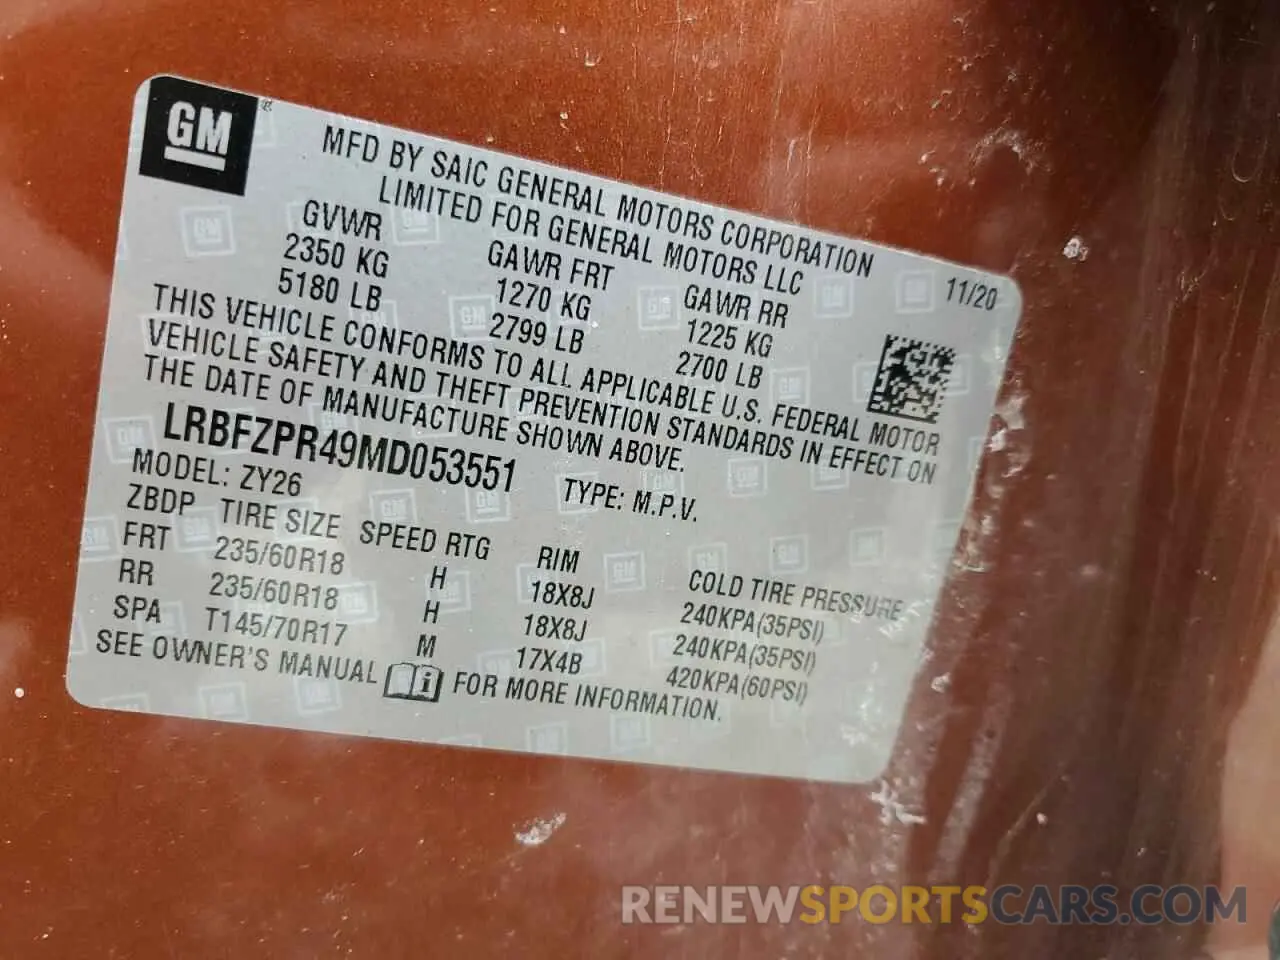 GM
MFD BY SAIC GENERAL MOTORS CORPORATION
LIMITED FOR GENERAL MOTORS LLC
GVWR GAWR FRT GAWR RR 11/20
2350 KG 1270 KG 1225 KG
5180 LB 2799 LB 2700 LB
THIS VEHICLE CONFORMS TO ALL APPLICABLE U.S. FEDERAL MOTOR
VEHICLE SAFETY AND THEFT PREVENTION STANDARDS IN EFFECT ON
THE DATE OF MANUFACTURE SHOWN ABOVE.
LRBFZPR49MD053551 TYPE: M.P.V.
MODEL: ZY26
ZBDP TIRE SIZE SPEED RTG RIM COLD TIRE PRESSURE
FRT 235/60R18 H 18X8J 240KPA(35PSI)
RR 235/60R18 H 18X8J 240KPA(35PSI)
SPA T145/70R17 M 17X4B 420KPA(60PSI)
SEE OWNER'S MANUAL i FOR MORE INFORMATION.
RENEWSPORTSCARS.COM